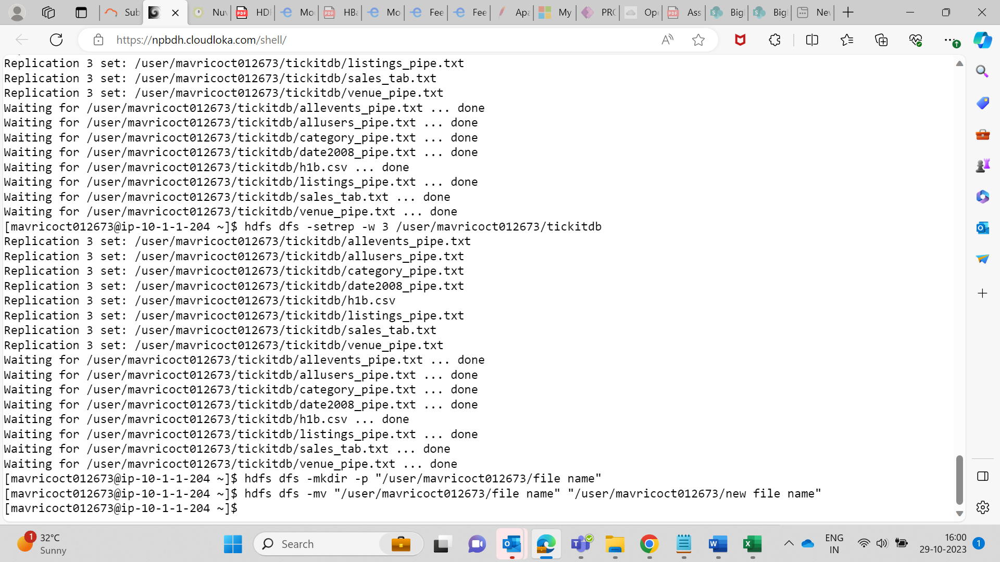 Sub
Nuv
HDF
Mo
HBa
Mo
Fee
Fee
Apa
My
PRO
Ope
Ass
Big
Big
Nev
https://npbdh.cloudloka.com/shell/
Replication 3 set: /user/mavricoct012673/tickitdb/listings_pipe.txt
Replication 3 set: /user/mavricoct012673/tickitdb/sales_tab.txt
Replication 3 set: /user/mavricoct012673/tickitdb/venue_pipe.txt
Waiting for /user/mavricoct012673/tickitdb/allevents_pipe.txt ... done
Waiting for /user/mavricoct012673/tickitdb/allusers_pipe.txt ... done
Waiting for /user/mavricoct012673/tickitdb/category_pipe.txt ... done
Waiting for /user/mavricoct012673/tickitdb/date2008_pipe.txt ... done
Waiting for /user/mavricoct012673/tickitdb/h1b.csv ... done
Waiting for /user/mavricoct012673/tickitdb/listings_pipe.txt ... done
Waiting for /user/mavricoct012673/tickitdb/sales_tab.txt ... done
Waiting for /user/mavricoct012673/tickitdb/venue_pipe.txt ... done
[mavricoct012673@ip-10-1-1-204 ~]$ hdfs dfs -setrep -w 3 /user/mavricoct012673/tickitdb
Replication 3 set: /user/mavricoct012673/tickitdb/allevents_pipe.txt
Replication 3 set: /user/mavricoct012673/tickitdb/allusers_pipe.txt
Replication 3 set: /user/mavricoct012673/tickitdb/category_pipe.txt
Replication 3 set: /user/mavricoct012673/tickitdb/date2008_pipe.txt
Replication 3 set: /user/mavricoct012673/tickitdb/h1b.csv
Replication 3 set: /user/mavricoct012673/tickitdb/listings_pipe.txt
Replication 3 set: /user/mavricoct012673/tickitdb/sales_tab.txt
Replication 3 set: /user/mavricoct012673/tickitdb/venue_pipe.txt
Waiting for /user/mavricoct012673/tickitdb/allevents_pipe.txt ... done
Waiting for /user/mavricoct012673/tickitdb/allusers_pipe.txt ... done
Waiting for /user/mavricoct012673/tickitdb/category_pipe.txt ... done
Waiting for /user/mavricoct012673/tickitdb/date2008_pipe.txt ... done
Waiting for /user/mavricoct012673/tickitdb/h1b.csv ... done
Waiting for /user/mavricoct012673/tickitdb/listings_pipe.txt ... done
Waiting for /user/mavricoct012673/tickitdb/sales_tab.txt ... done
Waiting for /user/mavricoct012673/tickitdb/venue_pipe.txt ... done
[mavricoct012673@ip-10-1-1-204 ~]$ hdfs dfs -mkdir -p "/user/mavricoct012673/file name"
[mavricoct012673@ip-10-1-1-204 ~]$ hdfs dfs -mv "/user/mavricoct012673/file name" "/user/mavricoct012673/new file name"
[mavricoct012673@ip-10-1-1-204 ~]$
1
32°C
Sunny
Search
ENG
IN
16:00
29-10-2023
1